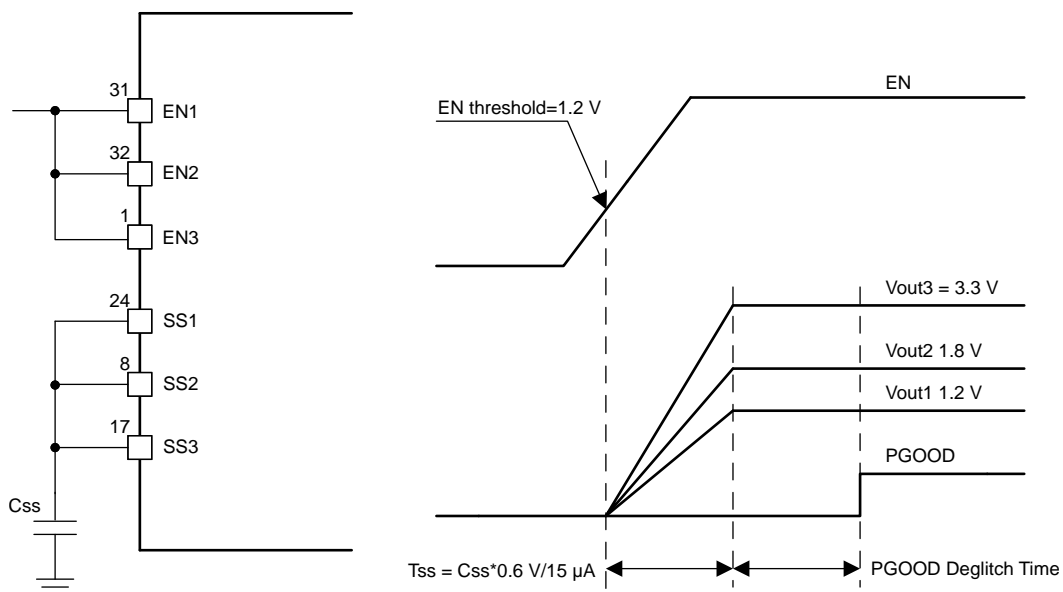 31
EN1
32
EN2
1
EN3
24
SS1
8
SS2
17
SS3
Css
EN threshold=1.2 V
EN
Vout3 = 3.3 V
Vout2 1.8 V
Vout1 1.2 V
PGOOD
Tss = Css*0.6 V/15 µA
PGOOD Deglitch Time